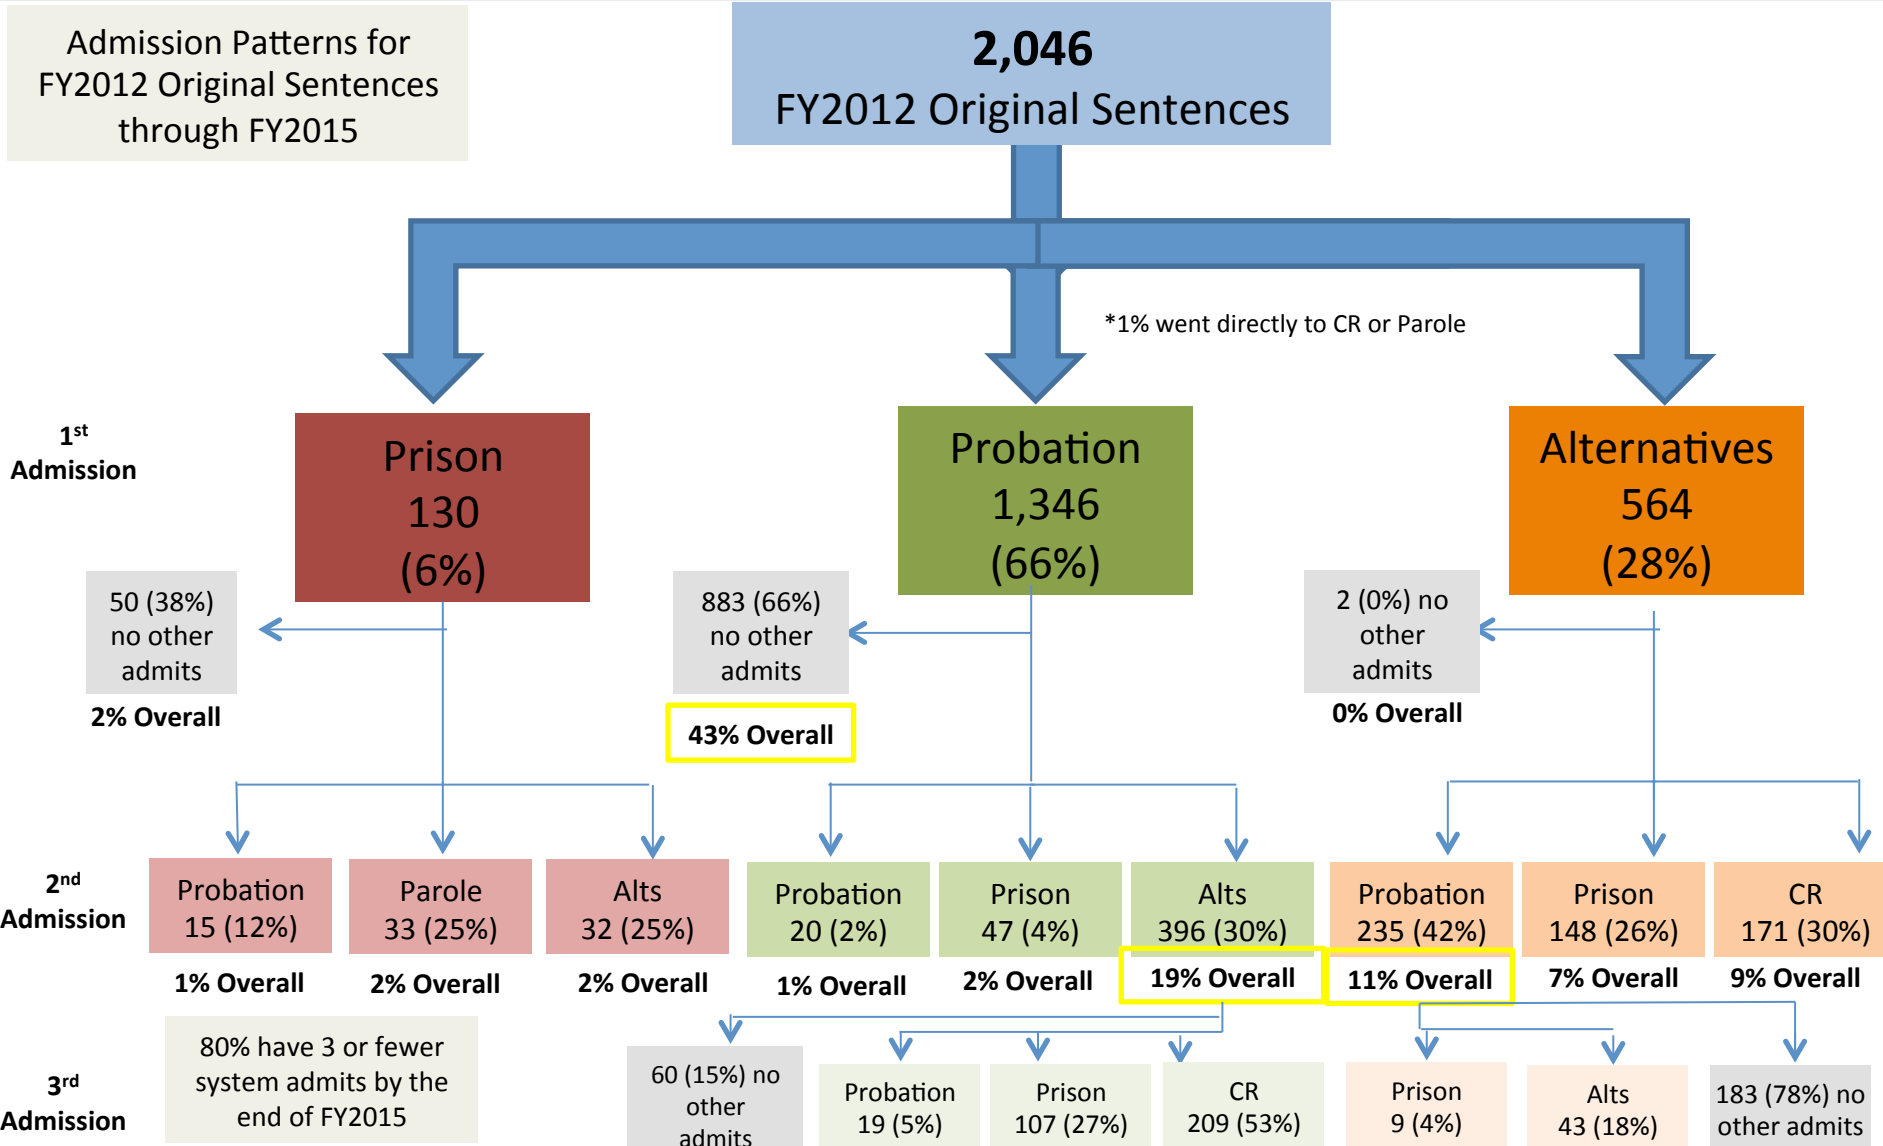 Admission Patterns for
FY2012 Original Sentences
through FY2015
2,046
FY2012 Original Sentences
*1% went directly to CR or Parole
1st
Admission
Prison
130
(6%)
Probation
1,346
(66%)
Alternatives
564
(28%)
50 (38%)
no other
admits
2% Overall
883 (66%)
no other
admits
43% Overall
2 (0%) no
other
admits
0% Overall
2nd
Admission
Probation
15 (12%)
1% Overall
Parole
33 (25%)
2% Overall
Alts
32 (25%)
2% Overall
Probation
20 (2%)
1% Overall
Prison
47 (4%)
2% Overall
Alts
396 (30%)
19% Overall
Probation
235 (42%)
11% Overall
Prison
148 (26%)
7% Overall
CR
171 (30%)
9% Overall
80% have 3 or fewer
system admits by the
end of FY2015
3rd
Admission
60 (15%) no
other
admits
Probation
19 (5%)
Prison
107 (27%)
CR
209 (53%)
Prison
9 (4%)
Alts
43 (18%)
183 (78%) no
other admits